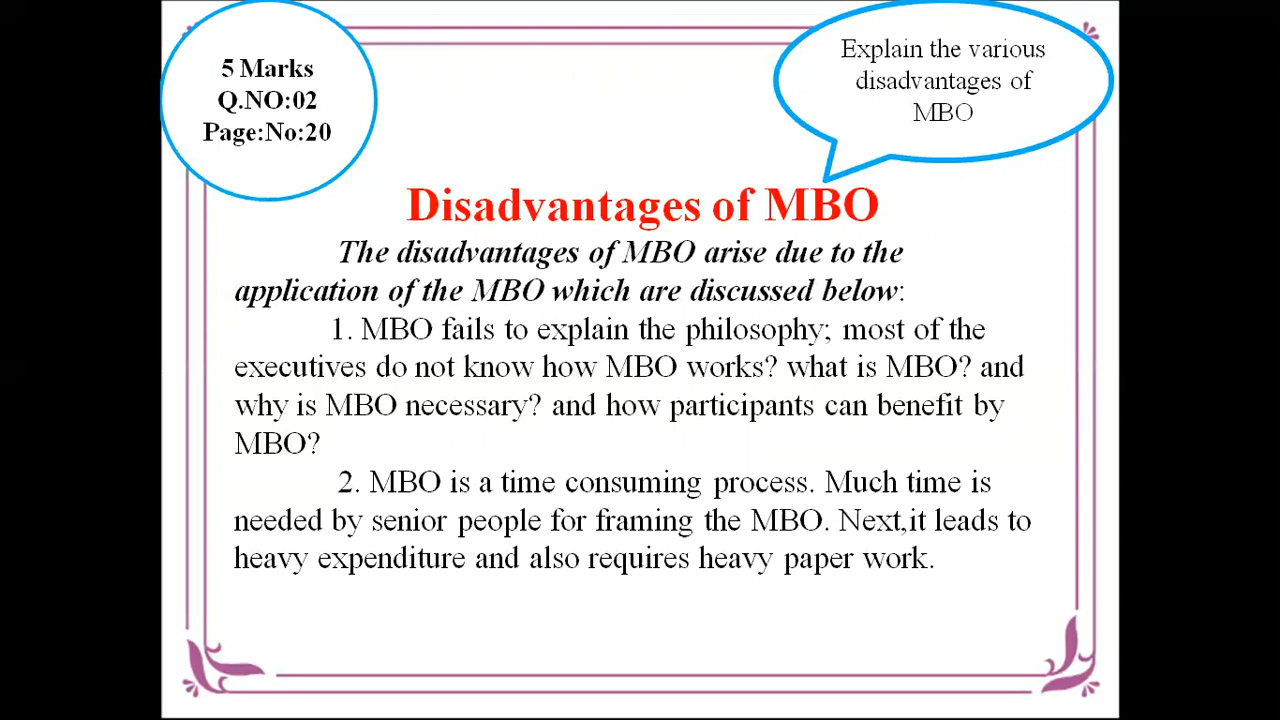 5 Marks
Q.NO:02
Page:No:20
Explain the various
disadvantages of
MBO
Disadvantages of MBO
The disadvantages of MBO arise due to the
application of the MBO which are discussed below:
1. MBO fails to explain the philosophy; most of the
executives do not know how MBO works? what is MBO? and
why is MBO necessary? and how participants can benefit by
MBO?
2. MBO is a time consuming process. Much time is
needed by senior people for framing the MBO. Next,it leads to
heavy expenditure and also requires heavy paper work.